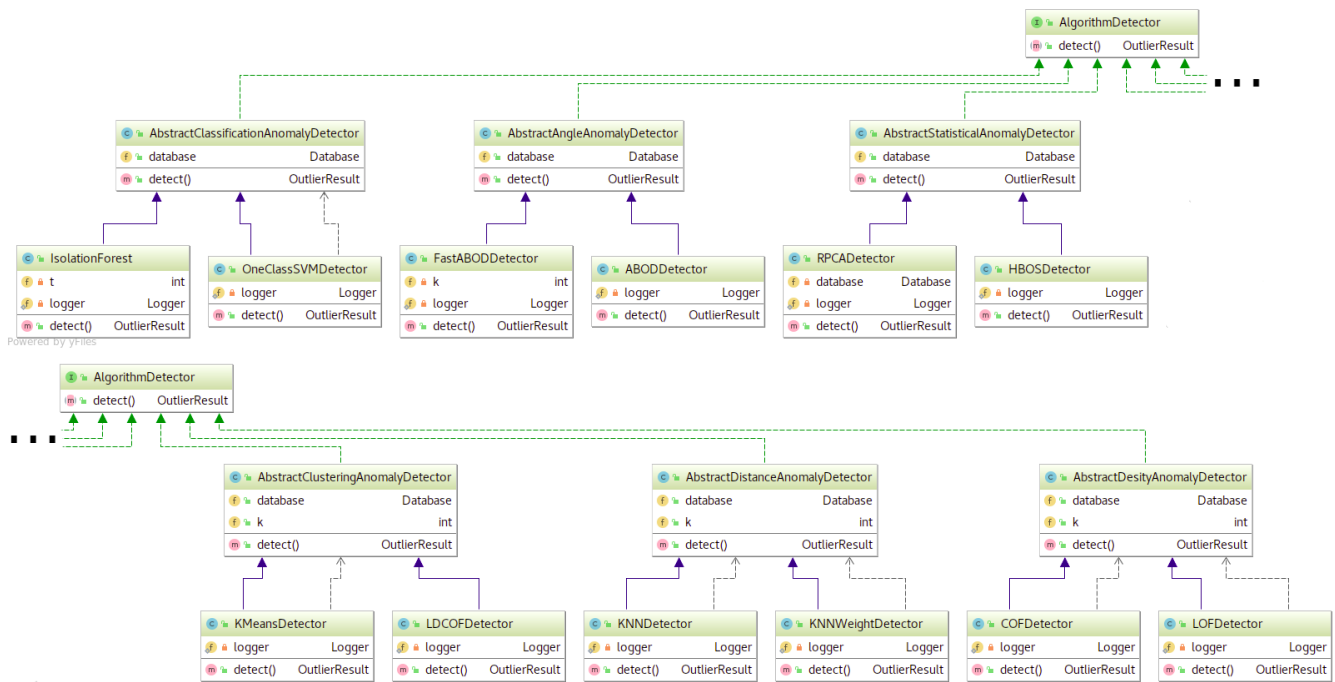 AlgorithmDetector
detect() OutlierResult
...
AbstractClassificationAnomalyDetector
database Database
detect() OutlierResult
AbstractAngleAnomalyDetector
database Database
detect() OutlierResult
AbstractStatisticalAnomalyDetector
database Database
detect() OutlierResult
IsolationForest
t int
logger Logger
detect() OutlierResult
OneClassSVMDetector
logger Logger
detect() OutlierResult
FastABODDetector
k int
logger Logger
detect() OutlierResult
ABODDetector
logger Logger
detect() OutlierResult
RPCADetector
database Database
logger Logger
detect() OutlierResult
HBOSDetector
logger Logger
detect() OutlierResult
Powered by yFiles
AlgorithmDetector
detect() OutlierResult
...
AbstractClusteringAnomalyDetector
database Database
k int
detect() OutlierResult
AbstractDistanceAnomalyDetector
database Database
k int
detect() OutlierResult
AbstractDesityAnomalyDetector
database Database
k int
detect() OutlierResult
KMeansDetector
logger Logger
detect() OutlierResult
LDCOFDetector
logger Logger
detect() OutlierResult
KNNDetector
logger Logger
detect() OutlierResult
KNNWeightDetector
logger Logger
detect() OutlierResult
COFDetector
logger Logger
detect() OutlierResult
LOFDetector
logger Logger
detect() OutlierResult